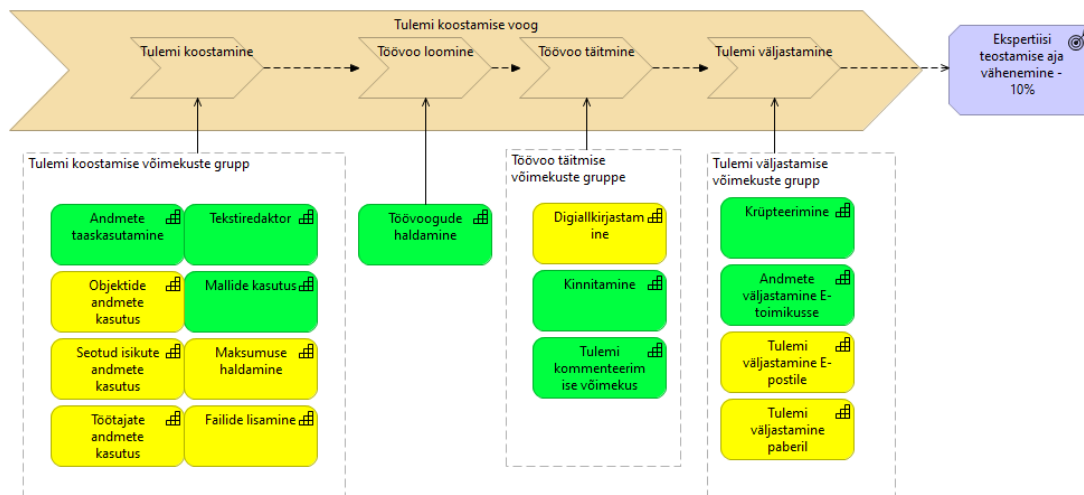 Tulemi koostamise voog
Tulemi koostamine
Töövoo loomine
Töövoo täitmine
Tulemi väljastamine
Ekspertiisi
teostamise aja
vähenemine -
10%
Tulemi koostamise võimekuste grupp
Andmete
taaskasutamine
Tekstiredaktor
Objektide
andmete
kasutus
Mallide kasutus
Seotud isikute
andmete
kasutus
Maksumuse
haldamine
Töötajate
andmete
kasutus
Failide lisamine
Töövoogude
haldamine
Töövoo täitmise
võimekuste gruppe
Digiallkirjastam
ine
Kinnitamine
Tulemi
kommenteerim
ise võimekus
Tulemi väljastamise
võimekuste grupp
Krüpteerimine
Andmete
väljastamine E-
toimikusse
Tulemi
väljastamine E-
postile
Tulemi
väljastamine
paberil